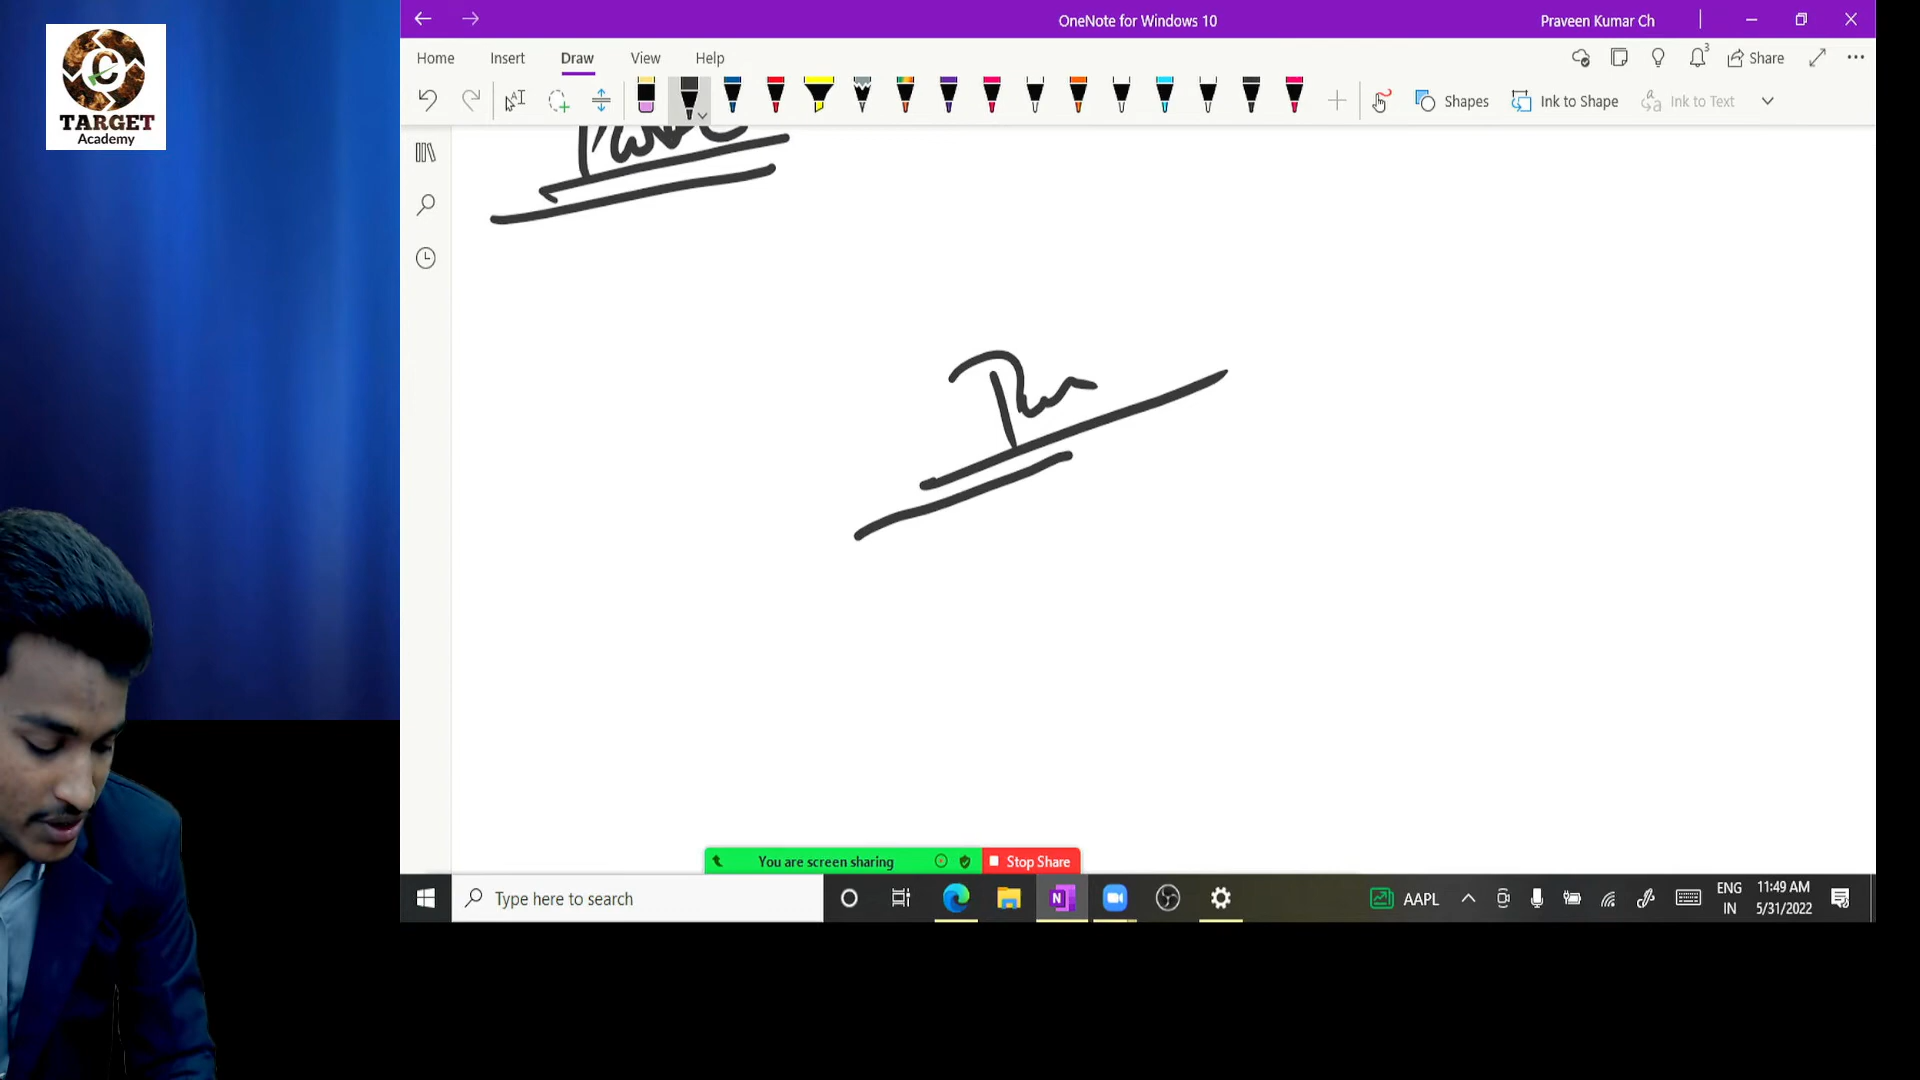 TARGET
Academy
OneNote for Windows 10
Praveen Kumar Ch
Home Insert Draw View Help
3
Share
Shapes
Ink to Shape
Ink to Text
You are screen sharing
Stop Share
Type here to search
AAPL
ENG
IN
11:49 AM
5/31/2022